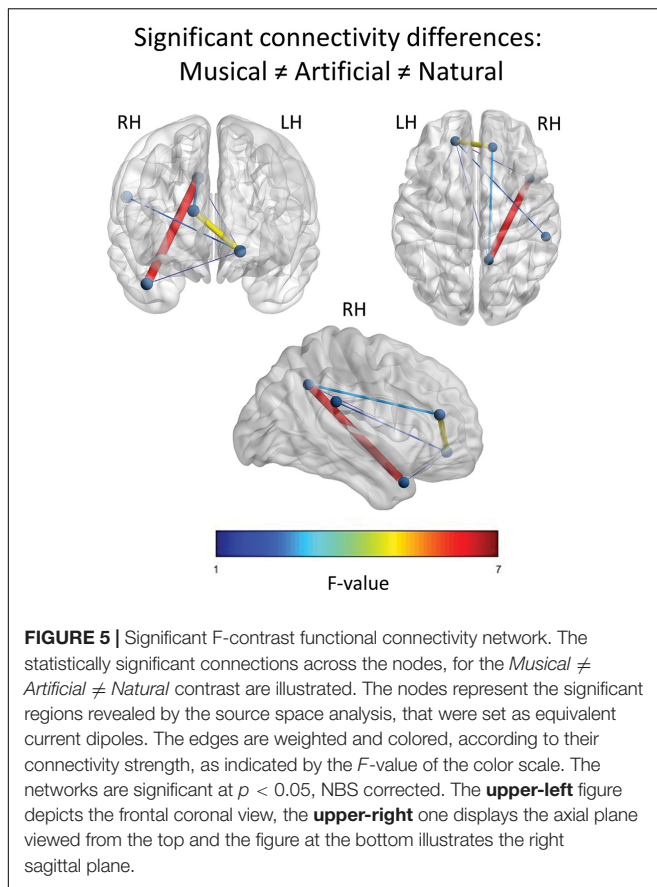 Significant connectivity differences:
Musical ≠ Artificial ≠ Natural
RH LH
LH RH
RH
1 7
F-value
FIGURE 5 | Significant F-contrast functional connectivity network. The
statistically significant connections across the nodes, for the Musical ≠
Artificial ≠ Natural contrast are illustrated. The nodes represent the significant
regions revealed by the source space analysis, that were set as equivalent
current dipoles. The edges are weighted and colored, according to their
connectivity strength, as indicated by the F-value of the color scale. The
networks are significant at p < 0.05, NBS corrected. The upper-left figure
depicts the frontal coronal view, the upper-right one displays the axial plane
viewed from the top and the figure at the bottom illustrates the right
sagittal plane.